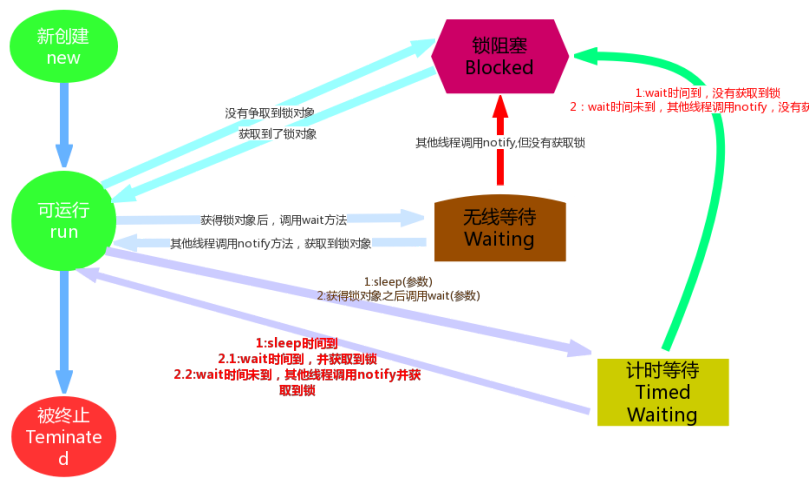 新创建
new
锁阻塞
Blocked
1:wait时间到，没有获取到锁
2：wait时间未到，其他线程调用notify，没有获
没有争取到锁对象
获取到了锁对象
其他线程调用notify,但没有获取锁
可运行
run
获得锁对象后，调用wait方法
其他线程调用notify方法，获取到锁对象
无线等待
Waiting
1:sleep(参数)
2.获得锁对象之后调用wait(参数)
1:sleep时间到
2.1:wait时间到，并获取到锁
2.2:wait时间未到，其他线程调用notify并获
取到锁
计时等待
Timed
Waiting
被终止
Teminate
d